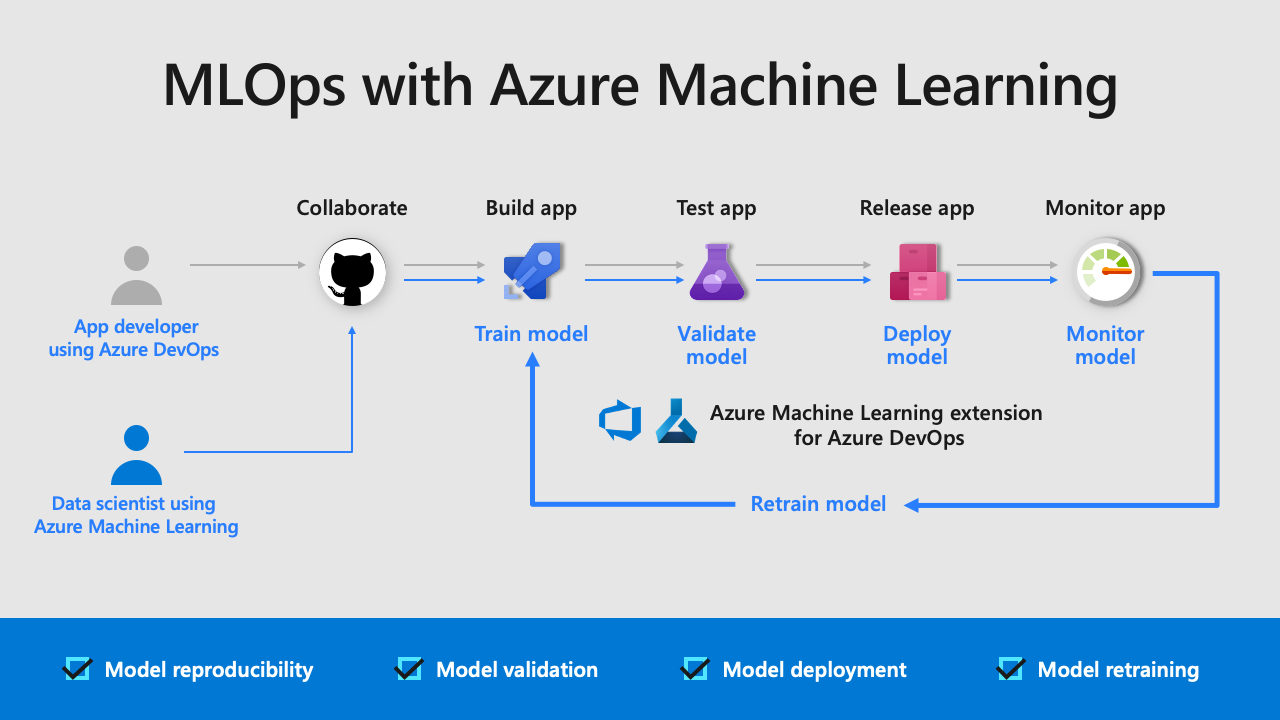 MLOps with Azure Machine Learning
Collaborate
Build app
Test app
Release app
Monitor app
App developer
using Azure DevOps
Train model
Validate
model
Deploy
model
Monitor
model
Azure Machine Learning extension
for Azure DevOps
Data scientist using
Azure Machine Learning
Retrain model
Model reproducibility
Model validation
Model deployment
Model retraining